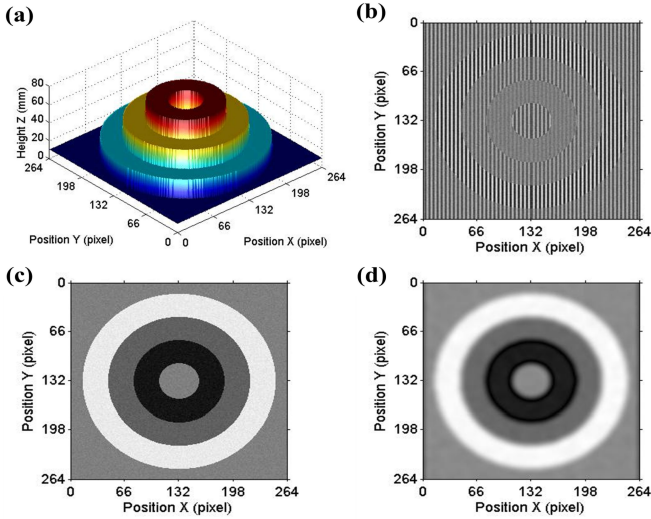 (a)
Height Z (mm)
80
60
40
20
0
264
198
132
66
0
Position Y (pixel)
0
66
132
198
264
Position X (pixel)
(b)
Position Y (pixel)
0
66
132
198
264
0 66 132 198 264
Position X (pixel)
(c)
Position Y (pixel)
0
66
132
198
264
0 66 132 198 264
Position X (pixel)
(d)
Position Y (pixel)
0
66
132
198
264
0 66 132 198 264
Position X (pixel)